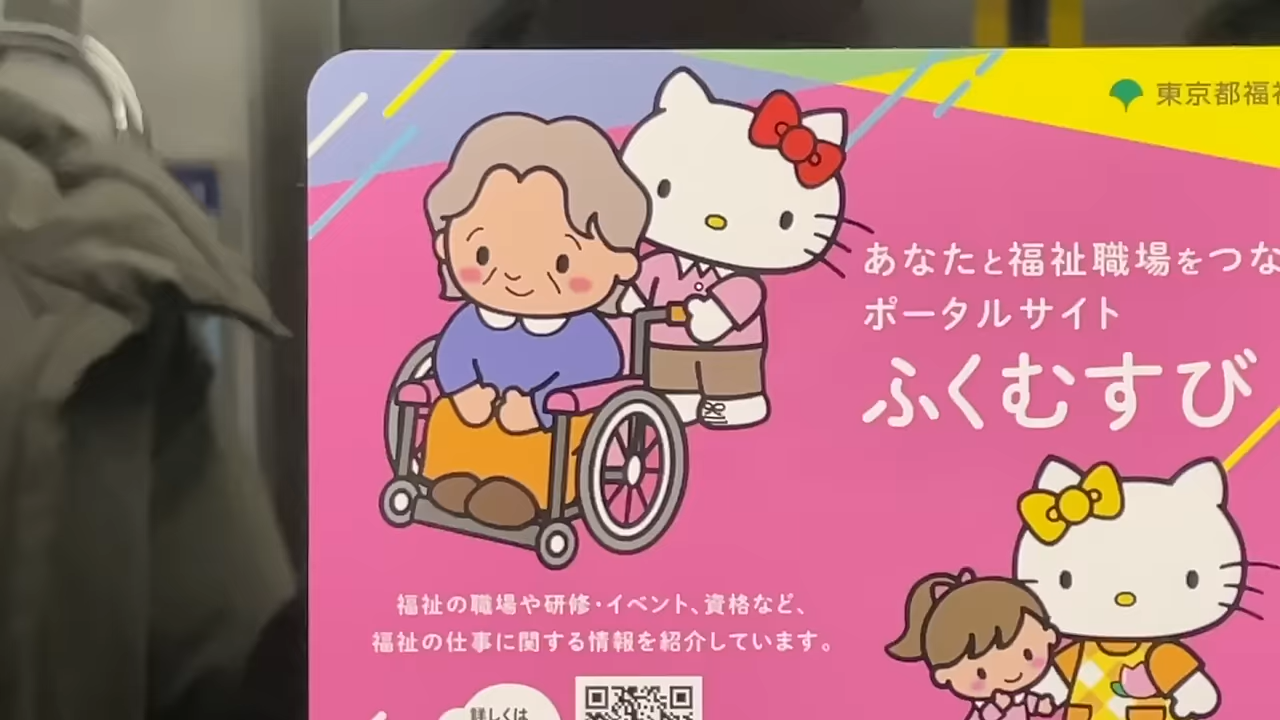 東京都福祉
あなたと福祉職場をつな
ポータルサイト
ふくむすび
福祉の職場や研修・イベント、資格など、
福祉の仕事に関する情報を紹介しています。
詳しくは